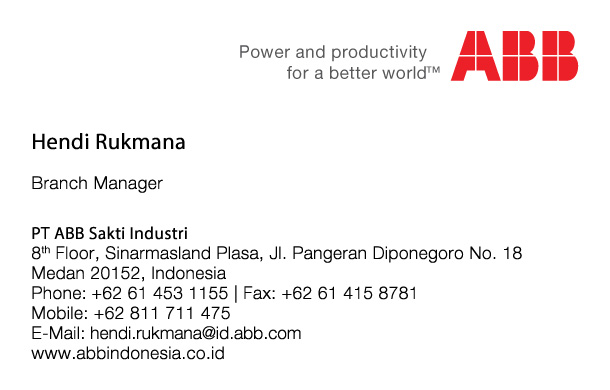 Power and productivity
for a better world™
ABB
Hendi Rukmana
Branch Manager
PT ABB Sakti Industri
8th Floor, Sinarmasland Plasa, Jl. Pangeran Diponegoro No. 18
Medan 20152, Indonesia
Phone: +62 61 453 1155 | Fax: +62 61 415 8781
Mobile: +62 811 711 475
E-Mail: hendi.rukmana@id.abb.com
www.abbindonesia.co.id